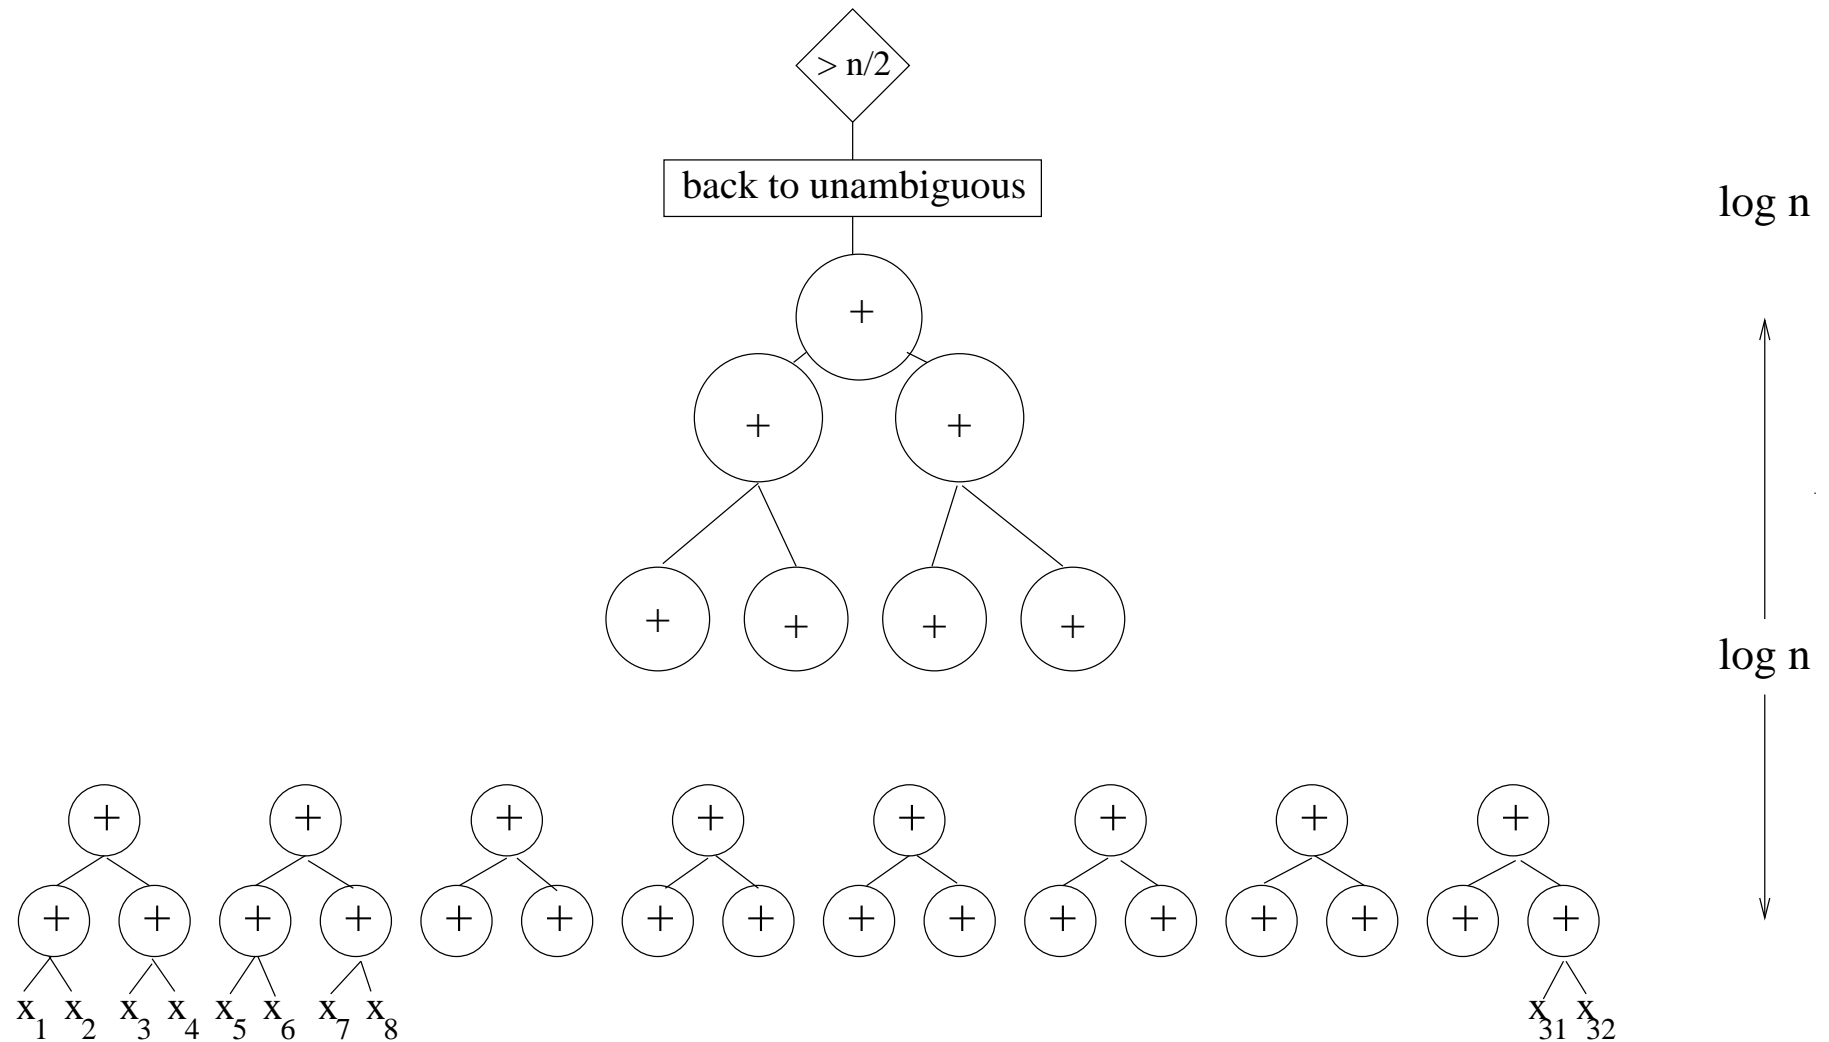 > n/2
back to unambiguous
log n
+
+ +
+ + + +
log n
+ + + + + + + +
+ + + + + + + + + + + + + + + +
x1 x2 x3 x4 x5 x6 x7 x8 x31 x32